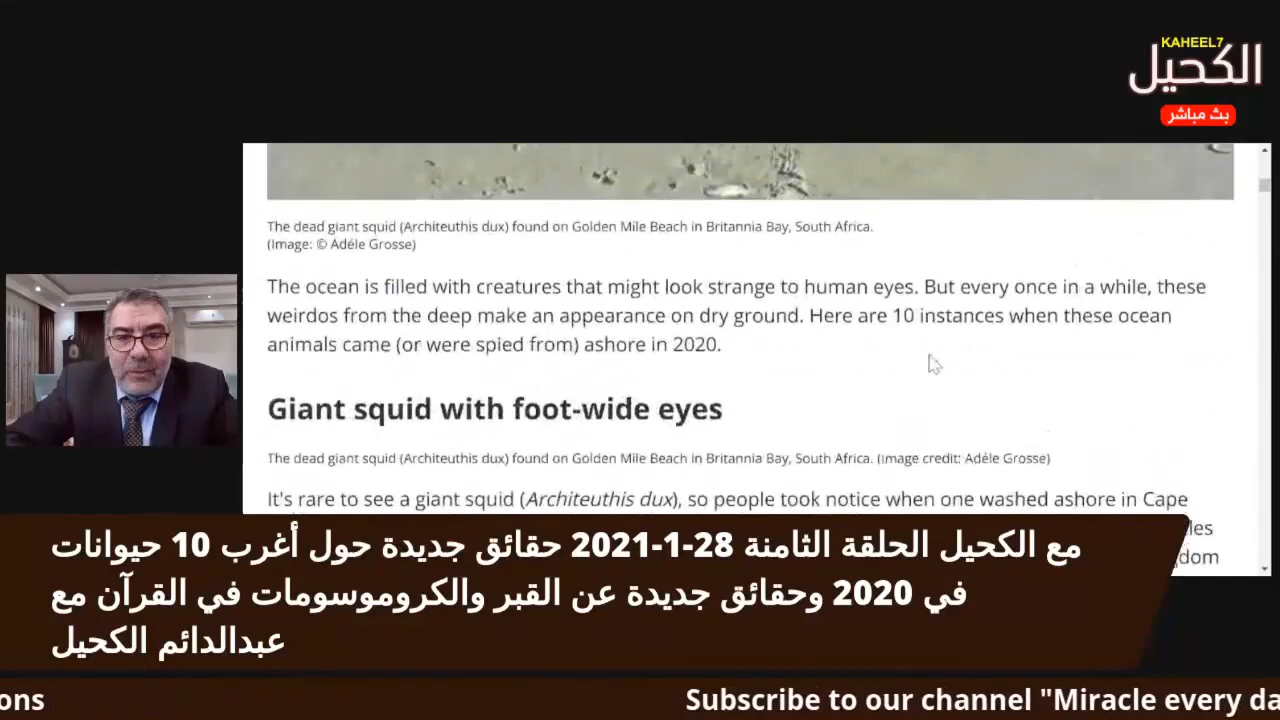 KAHEEL7
الكحيل
بث مباشر
The dead giant squid (Architeuthis dux) found on Golden Mile Beach in Britannia Bay, South Africa.
(Image: © Adéle Grosse)
The ocean is filled with creatures that might look strange to human eyes. But every once in a while, these
weirdos from the deep make an appearance on dry ground. Here are 10 instances when these ocean
animals came (or were spied from) ashore in 2020.
Giant squid with foot-wide eyes
The dead giant squid (Architeuthis dux) found on Golden Mile Beach in Britannia Bay, South Africa. (Image credit: Adéle Grosse)
It's rare to see a giant squid (Architeuthis dux), so people took notice when one washed ashore in Cape
مع الكحيل الحلقة الثامنة 28-1-2021 حقائق جديدة حول أغرب 10 حيوانات
في 2020 وحقائق جديدة عن القبر والكروموسومات في القرآن مع
عبدالدائم الكحيل
ons Subscribe to our channel "Miracle every da